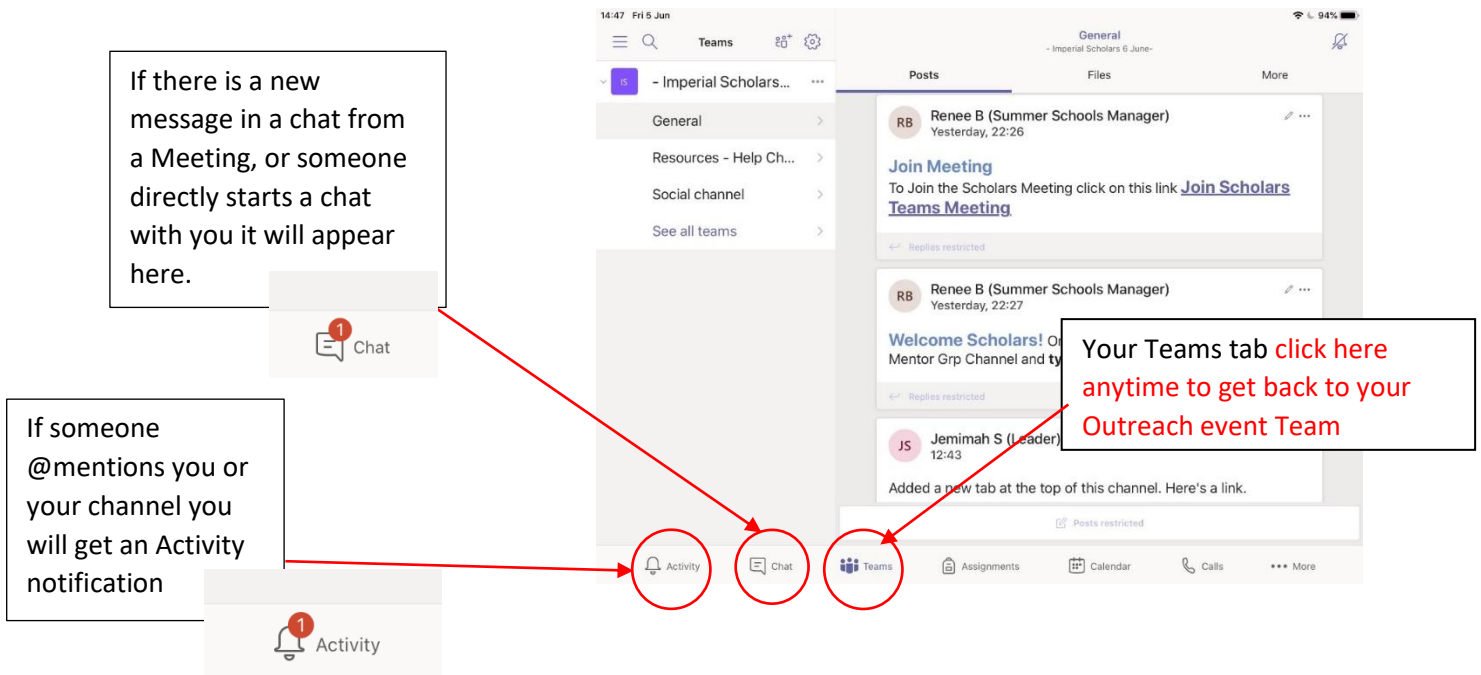 14:47 Fri 5 Jun
94%
Teams
General
- Imperial Scholars 6 June-
IS
- Imperial Scholars...
Posts
Files
More
General
Resources - Help Ch...
Social channel
See all teams
RB
Renee B (Summer Schools Manager)
Yesterday, 22:26
Join Meeting
To Join the Scholars Meeting click on this link Join Scholars
Teams Meeting
Replies restricted
RB
Renee B (Summer Schools Manager)
Yesterday, 22:27
Welcome Scholars!
Mentor Grp Channel and
Replies restricted
JS
Jemimah S (Leader)
12:43
Added a new tab at the top of this channel. Here's a link.
Posts restricted
Activity
Chat
Teams
Assignments
Calendar
Calls
More
If there is a new
message in a chat from
a Meeting, or someone
directly starts a chat
with you it will appear
here.
1
Chat
If someone
@mentions you or
your channel you
will get an Activity
notification
1
Activity
Your Teams tab click here
anytime to get back to your
Outreach event Team